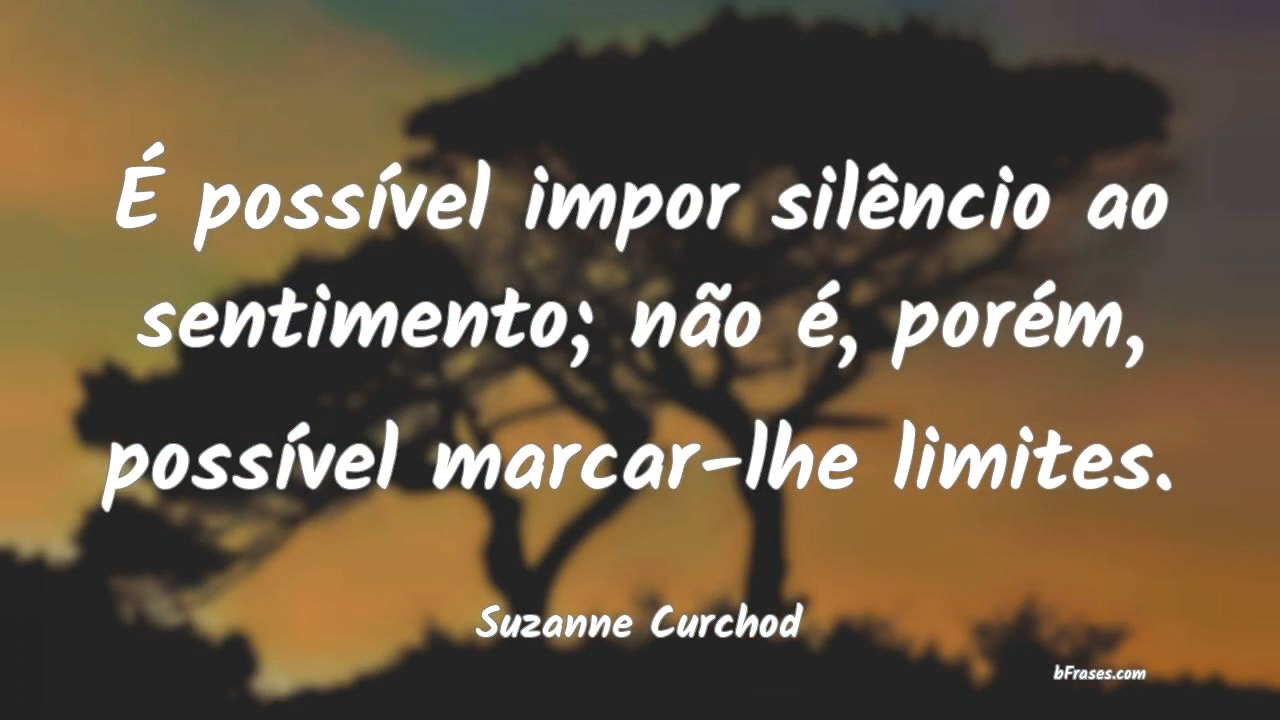 É possível impor silêncio ao
sentimento; não é, porém,
possível marcar-lhe limites.
Suzanne Curchod
bFrases.com